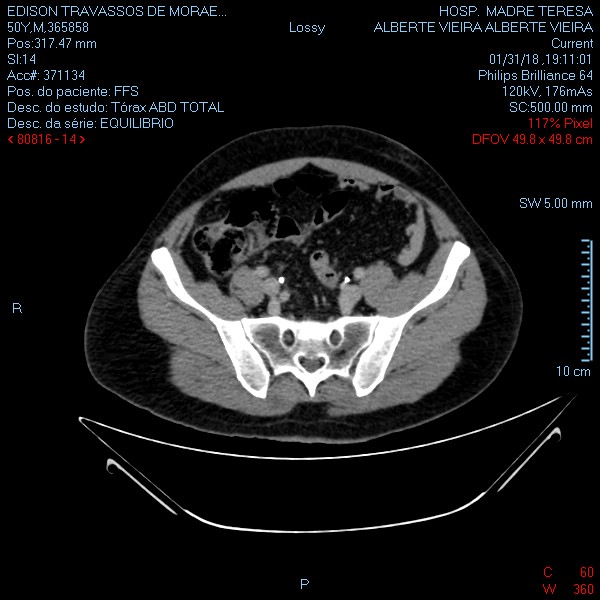 EDISON TRAVASSOS DE MORAE...
50Y,M,365858
Pos:317.47 mm
Sl:14
Acc#: 371134
Pos. do paciente: FFS
Desc. do estudo: Tórax ABD TOTAL
Desc. da série: EQUILIBRIO
< 80816 - 14 >
Lossy
HOSP. MADRE TERESA
ALBERTE VIEIRA ALBERTE VIEIRA
Current
01/31/18 ,19:11:01
Philips Brilliance 64
120kV, 176mAs
SC:500.00 mm
117% Pixel
DFOV 49.8 x 49.8 cm
SW 5.00 mm
R
10 cm
P
C 60
W 360